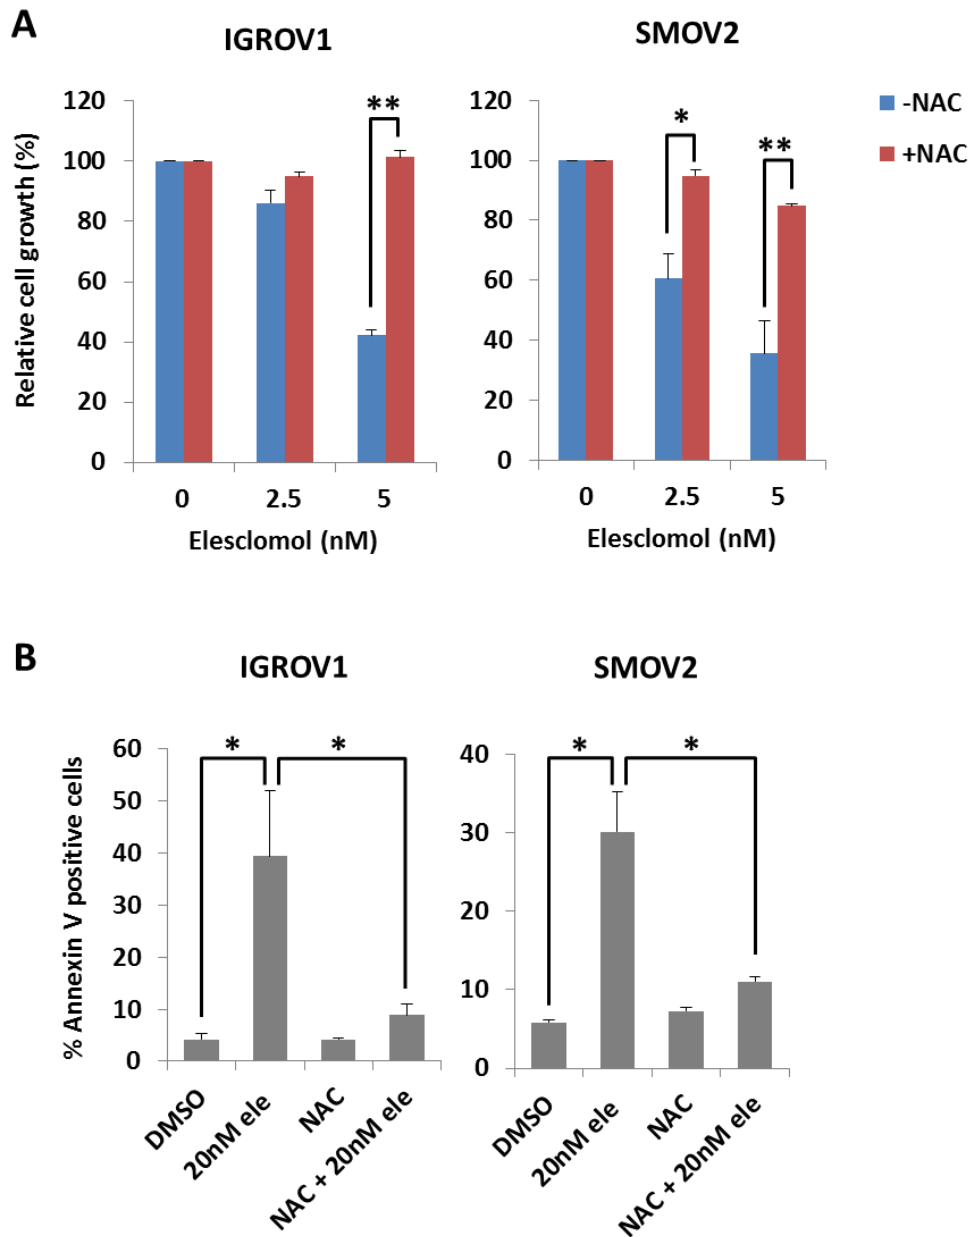 A
IGROV1
SMOV2
-NAC
+NAC
Relative cell growth (%)
120
100
80
60
40
20
0
**
0 2.5 5
Elesclomol (nM)
120
100
80
60
40
20
0
*
**
0 2.5 5
Elesclomol (nM)
B
IGROV1
SMOV2
% Annexin V positive cells
60
50
40
30
20
10
0
* *
DMSO
20nM ele
NAC
NAC + 20nM ele
40
30
20
10
0
* *
DMSO
20nM ele
NAC
NAC + 20nM ele